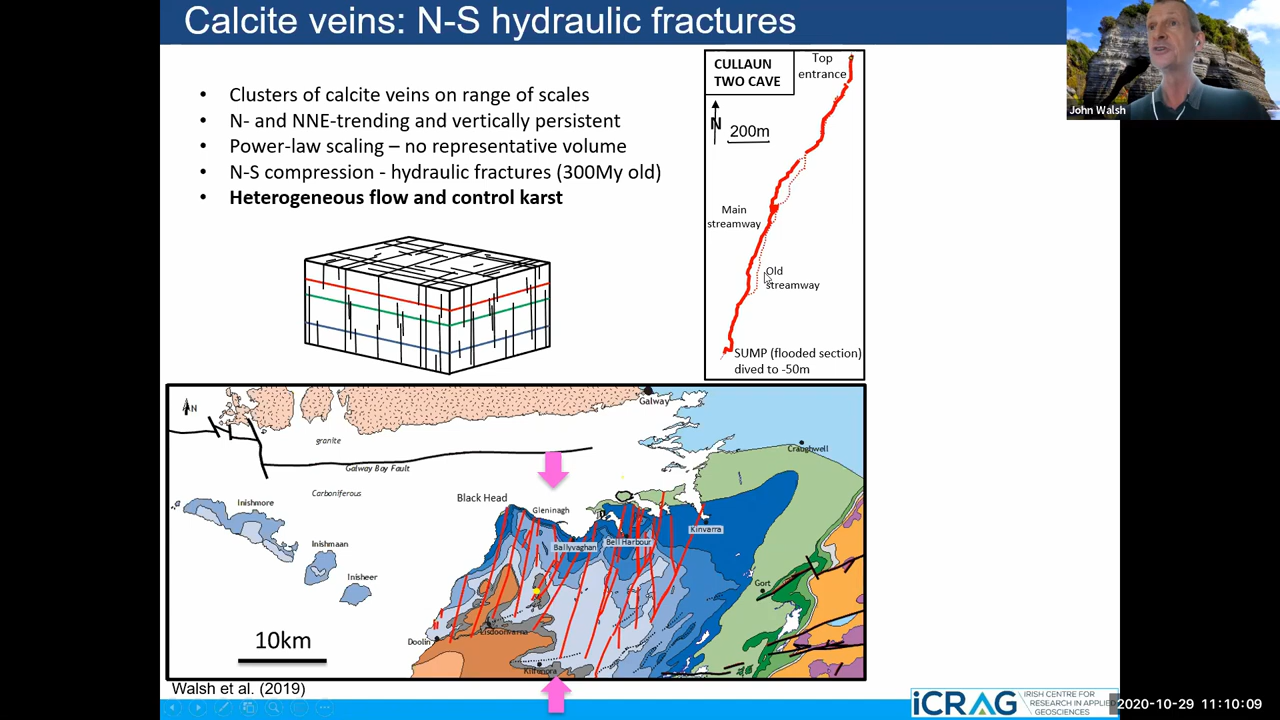 Calcite veins: N-S hydraulic fractures
• Clusters of calcite veins on range of scales
• N- and NNE-trending and vertically persistent
• Power-law scaling – no representative volume
• N-S compression - hydraulic fractures (300My old)
• Heterogeneous flow and control karst
CULLAUN
TWO CAVE
Top
entrance
N
200m
Main
streamway
Old
streamway
SUMP (flooded section)
dived to -50m
John Walsh
N
Galway
granite
Galway Bay Fault
Craughwell
Carboniferous
Inishmore
Black Head
Gleninagh
Kinvarra
Bell Harbour
Ballyvaghan
Inishmaan
Inisheer
Gort
Doolin
Lisdoonvarna
10km
Kilfenora
Walsh et al. (2019)
iCRAG
IRISH CENTRE FOR
RESEARCH IN APPLIED
GEOSCIENCES
2020-10-29 11:10:09